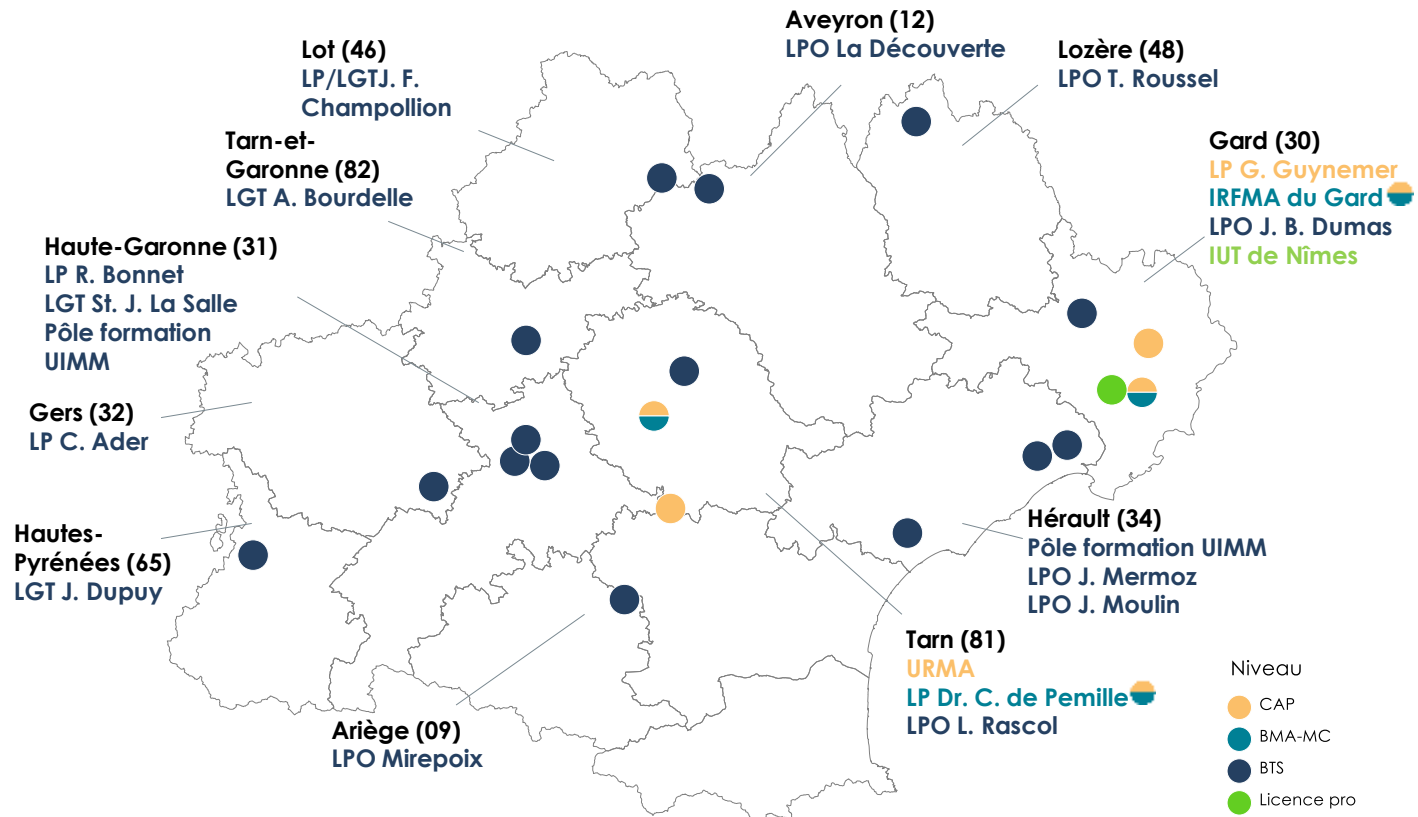 Aveyron (12)
LPO La Découverte
Lot (46)
LP/LGTJ. F.
Champollion
Lozère (48)
LPO T. Roussel
Tarn-et-
Garonne (82)
LGT A. Bourdelle
Gard (30)
LP G. Guynemer
IRFMA du Gard
LPO J. B. Dumas
IUT de Nîmes
Haute-Garonne (31)
LP R. Bonnet
LGT St. J. La Salle
Pôle formation
UIMM
Gers (32)
LP C. Ader
Hautes-
Pyrénées (65)
LGT J. Dupuy
Hérault (34)
Pôle formation UIMM
LPO J. Mermoz
LPO J. Moulin
Tarn (81)
URMA
LP Dr. C. de Pemille
LPO L. Rascol
Ariège (09)
LPO Mirepoix
Niveau
CAP
BMA-MC
BTS
Licence pro